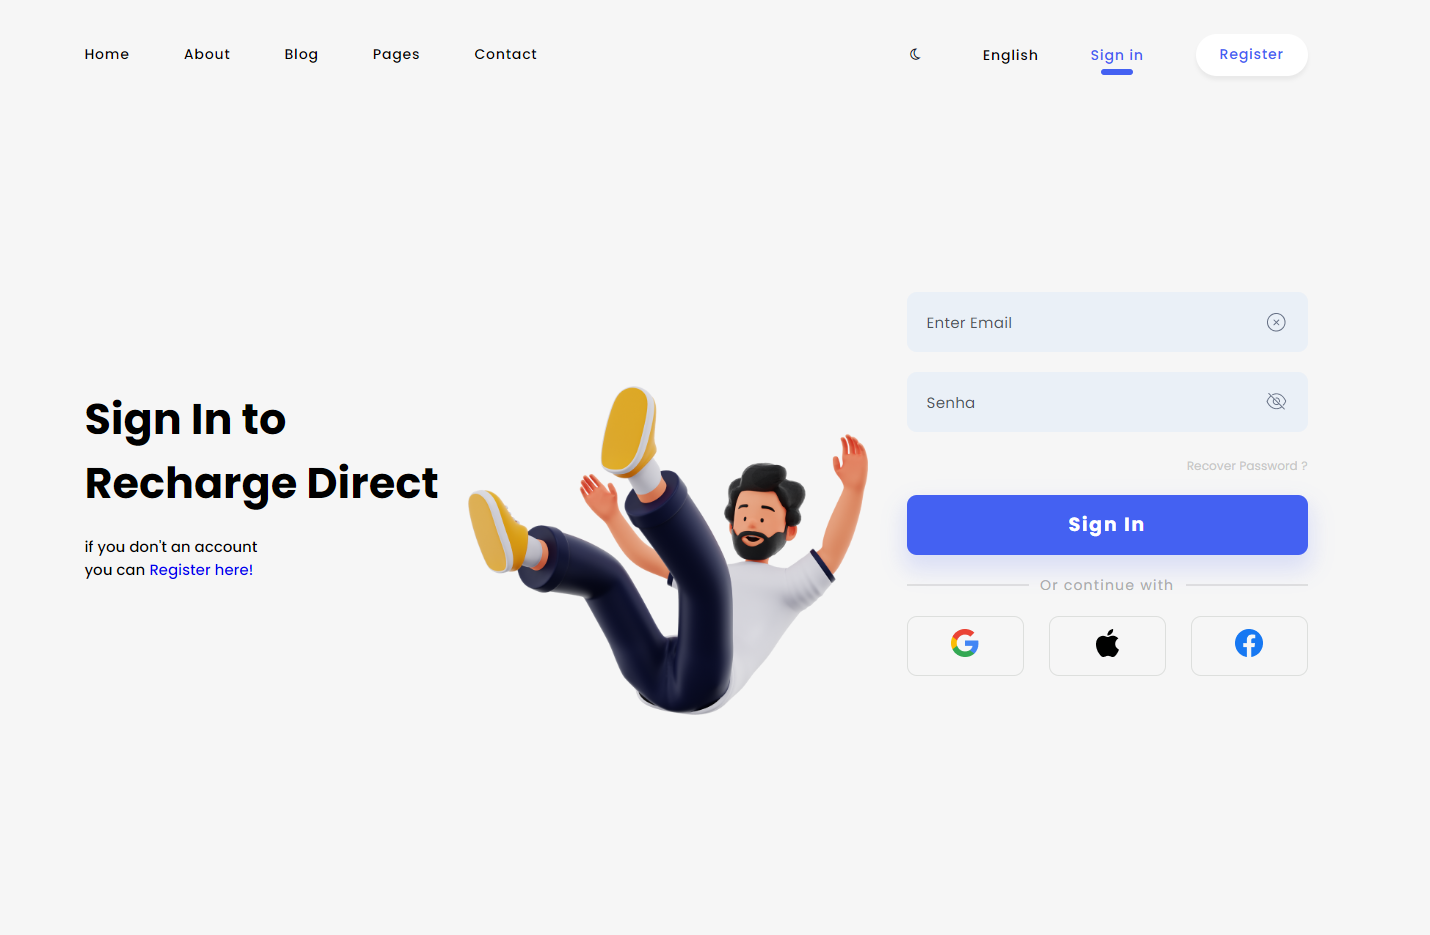 Home About Blog Pages Contact English Sign in Register
Sign In to
Recharge Direct
if you don't an account
you can Register here!
Enter Email
Senha
Recover Password ?
Sign In
Or continue with